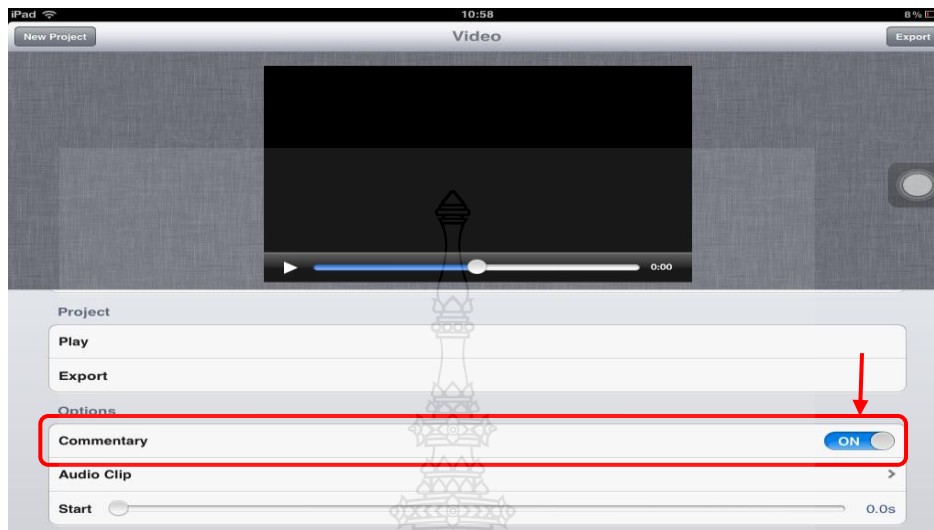 iPad 10:58 8%
New Project Video Export
0:00
Project
Play
Export
Options
Commentary ON
Audio Clip
Start 0.0s